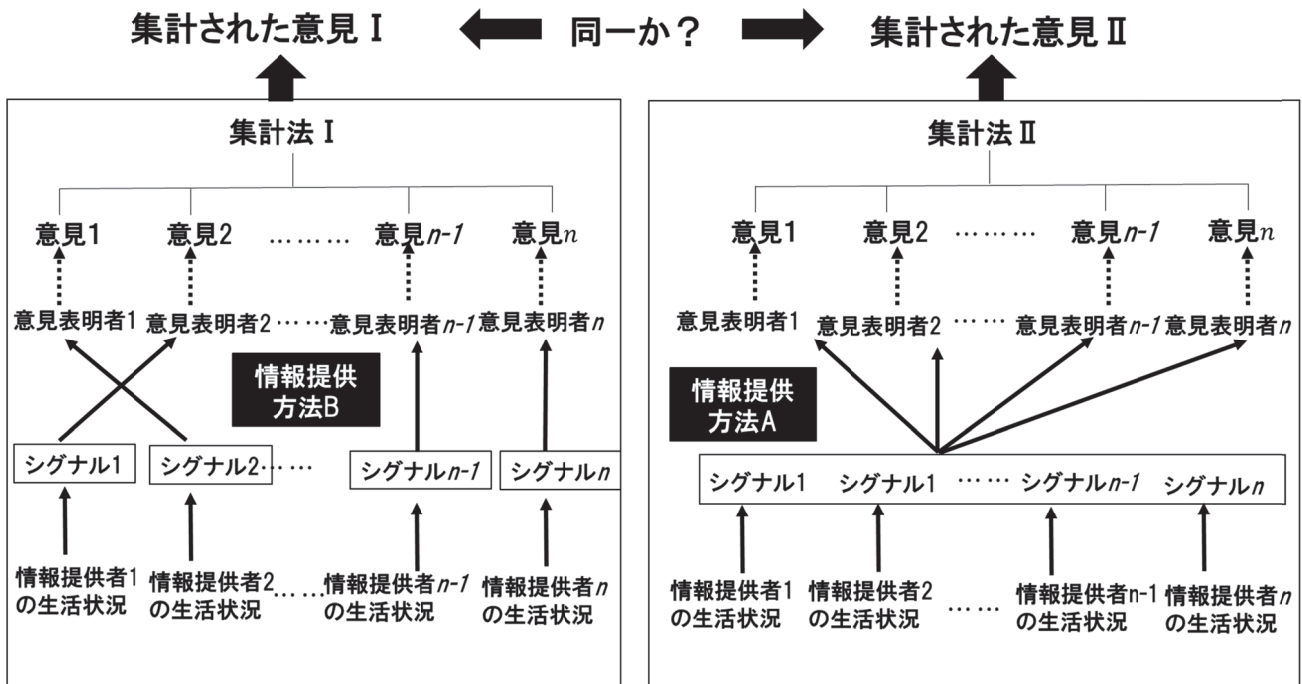 集計された意見Ⅰ 同一か？ 集計された意見Ⅱ
集計法Ⅰ
意見1 意見2 ……… 意見n-1 意見n
意見表明者1 意見表明者2 …… 意見表明者n-1 意見表明者n
情報提供
方法B
シグナル1 シグナル2 …… シグナルn-1 シグナルn
情報提供者1 情報提供者2 …… 情報提供者n-1 情報提供者n
の生活状況 の生活状況 の生活状況 の生活状況
集計法Ⅱ
意見1 意見2 ……… 意見n-1 意見n
意見表明者1 意見表明者2 …… 意見表明者n-1 意見表明者n
情報提供
方法A
シグナル1 シグナル1 …… シグナルn-1 シグナルn
情報提供者1 情報提供者2 …… 情報提供者n-1 情報提供者n
の生活状況 の生活状況 の生活状況 の生活状況